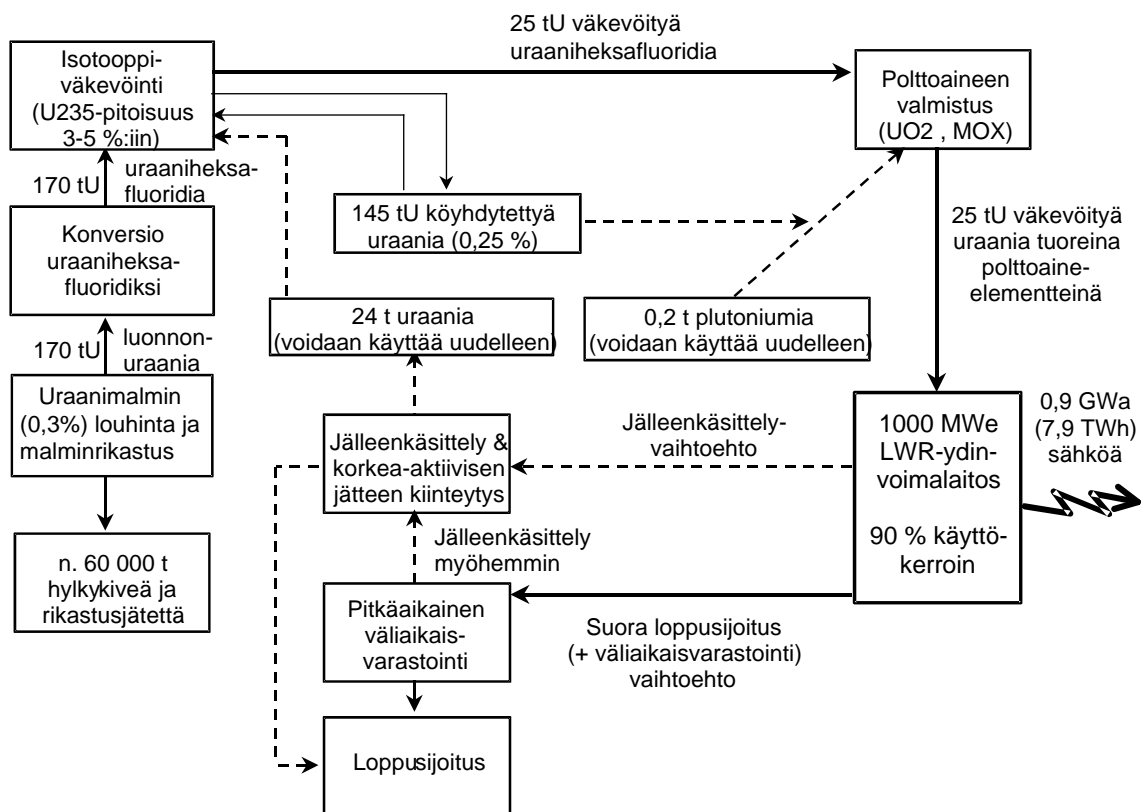 25 tU väkevöityä
uraaniheksafluoridia
Isotooppi-
väkevöinti
(U235-pitoisuus
3-5 %:iin)
Polttoaineen
valmistus
(UO2 , MOX)
170 tU
uraaniheksa-
fluoridia
145 tU köyhdytettyä
uraania (0,25 %)
Konversio
uraaniheksa-
fluoridiksi
25 tU väkevöityä
uraania tuoreina
polttoaine-
elementteinä
24 t uraania
(voidaan käyttää uudelleen)
0,2 t plutoniumia
(voidaan käyttää uudelleen)
170 tU
luonnon-
uraania
Uraanimalmin
(0,3%) louhinta ja
malminrikastus
Jälleenkäsittely &
korkea-aktiivisen
jätteen kiinteytys
Jälleenkäsittely-
vaihtoehto
1000 MWe
LWR-ydin-
voimalaitos
90 % käyttö-
kerroin
0,9 GWa
(7,9 TWh)
sähköä
n. 60 000 t
hylkykiveä ja
rikastusjätettä
Jälleenkäsittely
myöhemmin
Pitkäaikainen
väliaikais-
varastointi
Suora loppusijoitus
(+ väliaikaisvarastointi)
vaihtoehto
Loppusijoitus